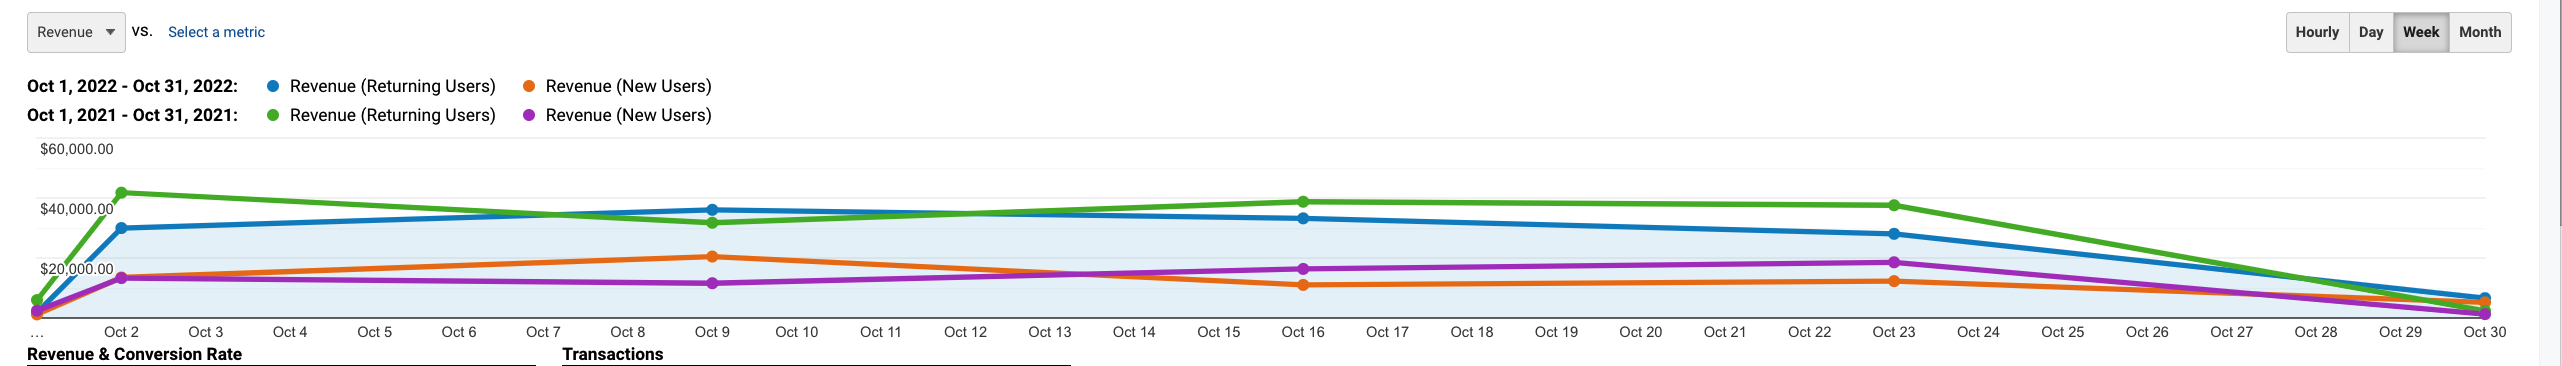 Revenue vs. Select a metric Hourly Day Week Month
Oct 1, 2022 - Oct 31, 2022: Revenue (Returning Users) Revenue (New Users)
Oct 1, 2021 - Oct 31, 2021: Revenue (Returning Users) Revenue (New Users)
$60,000.00
$40,000.00
$20,000.00
... Oct 2 Oct 3 Oct 4 Oct 5 Oct 6 Oct 7 Oct 8 Oct 9 Oct 10 Oct 11 Oct 12 Oct 13 Oct 14 Oct 15 Oct 16 Oct 17 Oct 18 Oct 19 Oct 20 Oct 21 Oct 22 Oct 23 Oct 24 Oct 25 Oct 26 Oct 27 Oct 28 Oct 29 Oct 30
Revenue & Conversion Rate Transactions